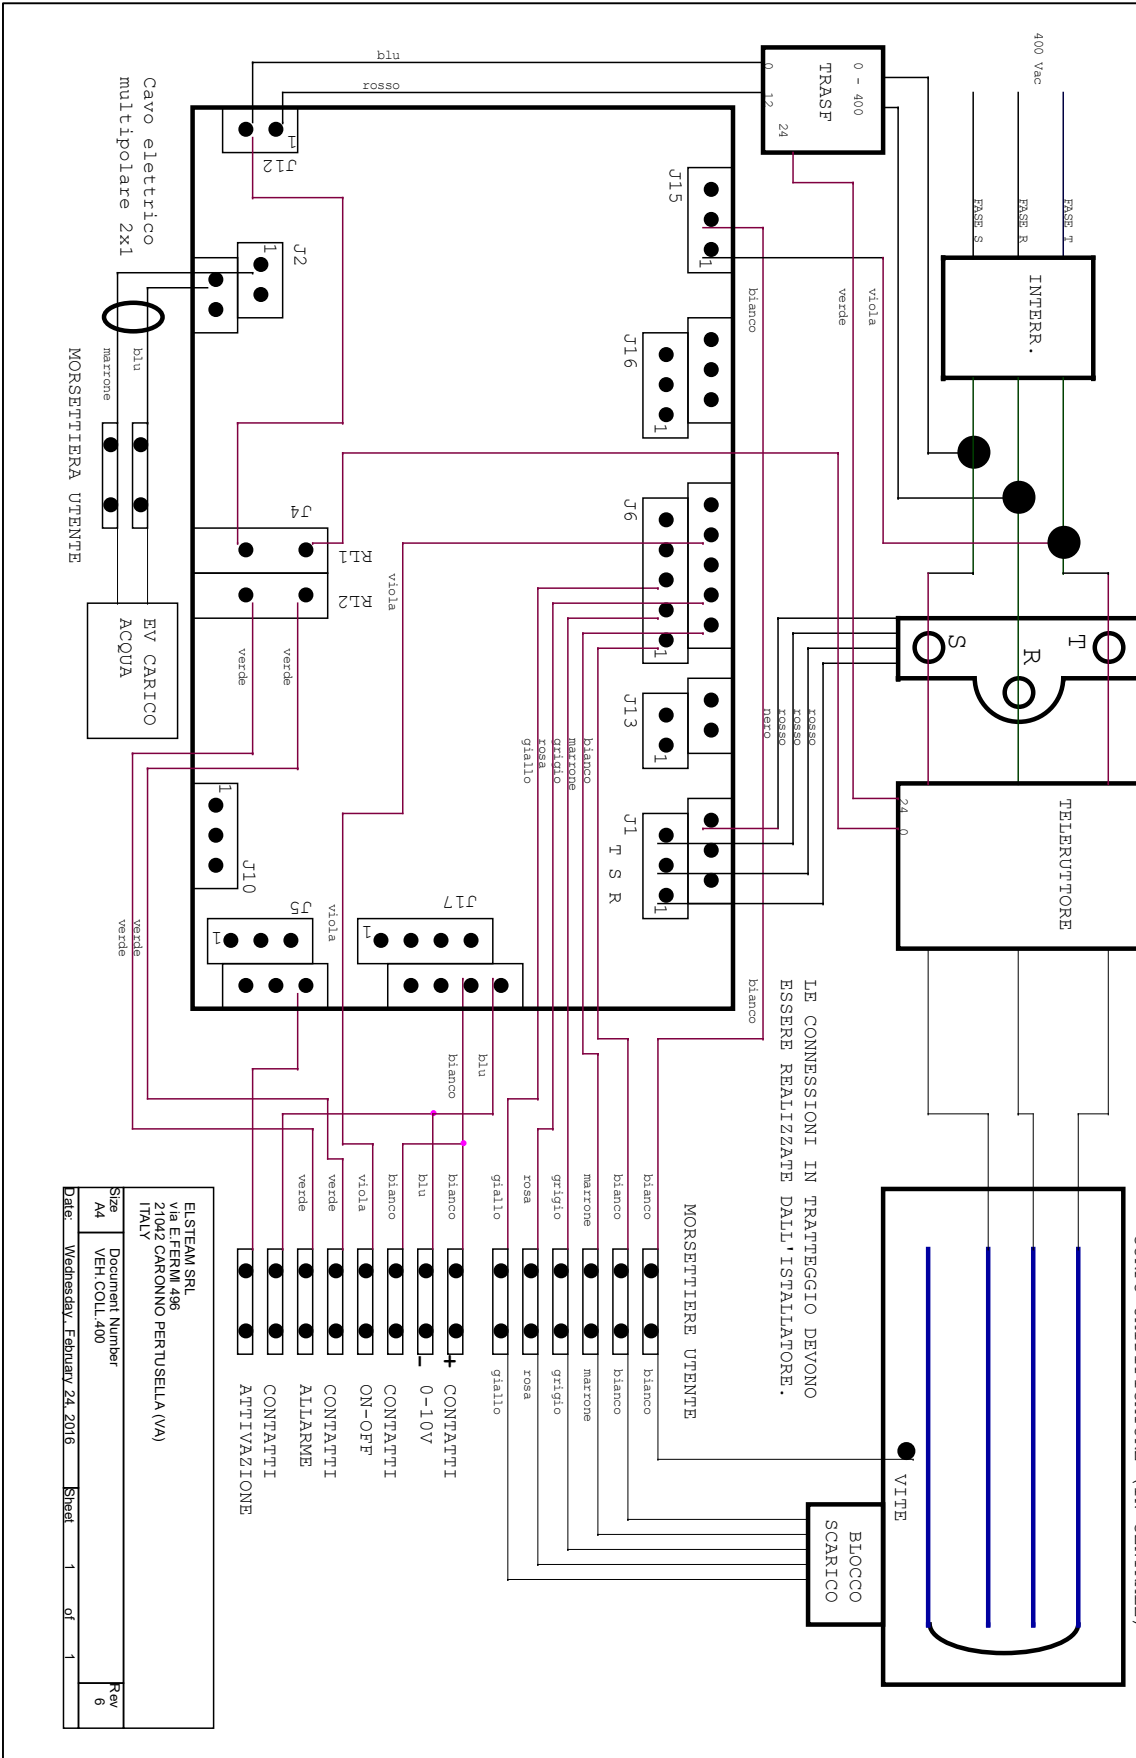 400 Vac
FASE T
FASE R
FASE S
INTERR.
0 - 400
TRASF
0
12
24
blu
rosso
Cavo elettrico
multipolare 2x1
1
J12
J2
1
J15
1
bianco
viola
verde
J16
1
J6
1
J4
RL1
RL2
viola
verde
verde
blu
marrone
MORSETTIERA UTENTE
EV CARICO
ACQUA
T
R
S
J13
1
bianco
marrone
grigio
rosa
giallo
rosso
rosso
rosso
nero
J1
T S R
1
24
0
TELERUTTORE
1
J10
J5
1
J17
1
viola
verde
verde
bianco
blu
bianco
LE CONNESSIONI IN TRATTEGGIO DEVONO
ESSERE REALIZZATE DALL'ISTALLATORE.
MORSETTIERE UTENTE
bianco
bianco
marrone
grigio
rosa
giallo
bianco
blu
bianco
viola
verde
verde
bianco
bianco
marrone
grigio
rosa
giallo
+ CONTATTI
- 0-10V
CONTATTI
ON-OFF
CONTATTI
ALLARME
CONTATTI
ATTIVAZIONE
VITE
BLOCCO
SCARICO
ELSTEAM SRL
via E.FERMI 496
21042 CARONNO PERTUSELLA (VA)
ITALY
Size
A4
Document Number
VEH.COLL.400
Rev
6
Date: Wednesday, February 24, 2016
Sheet 1 of 1